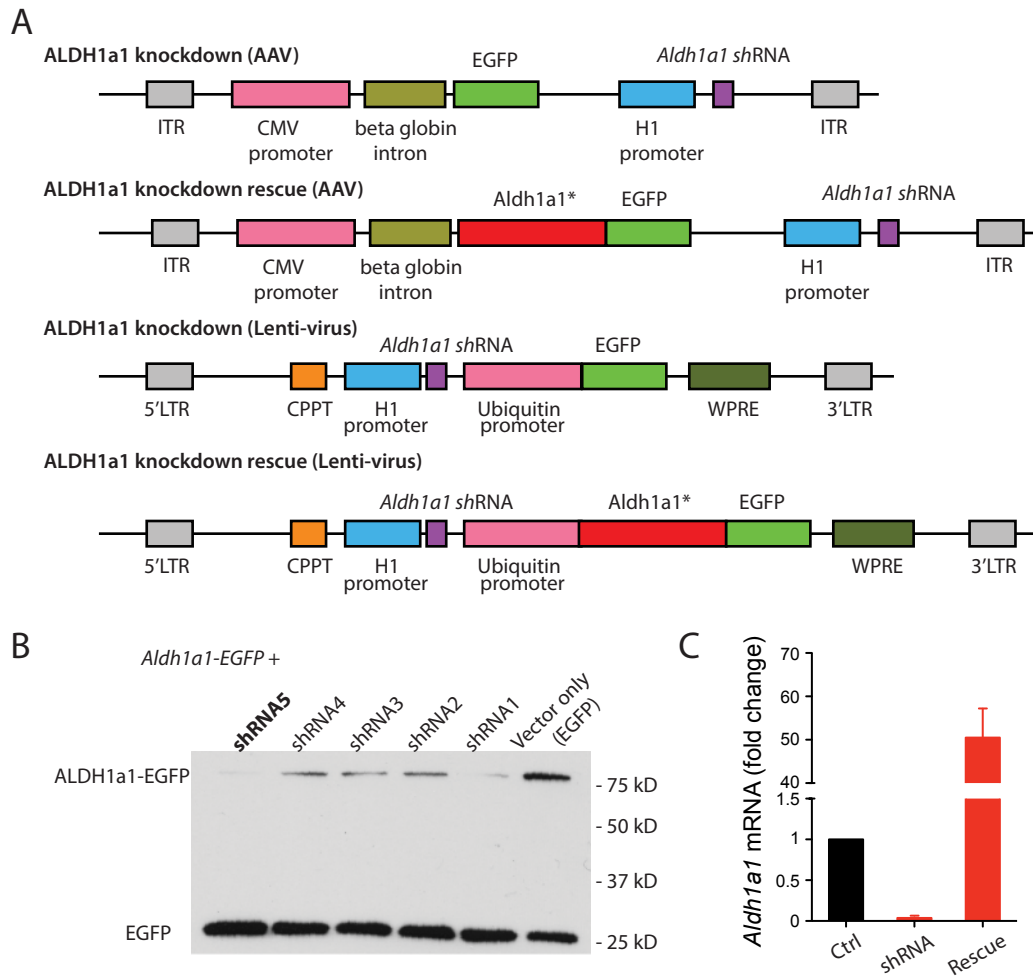 A
ALDH1a1 knockdown (AAV)
EGFP
Aldh1a1 shRNA
ITR
CMV
promoter
beta globin
intron
H1
promoter
ITR
ALDH1a1 knockdown rescue (AAV)
Aldh1a1*
EGFP
Aldh1a1 shRNA
ITR
CMV
promoter
beta globin
intron
H1
promoter
ITR
ALDH1a1 knockdown (Lenti-virus)
Aldh1a1 shRNA
EGFP
5'LTR
CPPT
H1
promoter
Ubiquitin
promoter
WPRE
3'LTR
ALDH1a1 knockdown rescue (Lenti-virus)
Aldh1a1 shRNA
Aldh1a1*
EGFP
5'LTR
CPPT
H1
promoter
Ubiquitin
promoter
WPRE
3'LTR
B
Aldh1a1-EGFP +
shRNA5
shRNA4
shRNA3
shRNA2
shRNA1
Vector only
(EGFP)
ALDH1a1-EGFP
- 75 kD
- 50 kD
- 37 kD
EGFP
- 25 kD
C
Aldh1a1 mRNA (fold change)
70
60
50
40
1.5
1
0.5
0
Ctrl
shRNA
Rescue